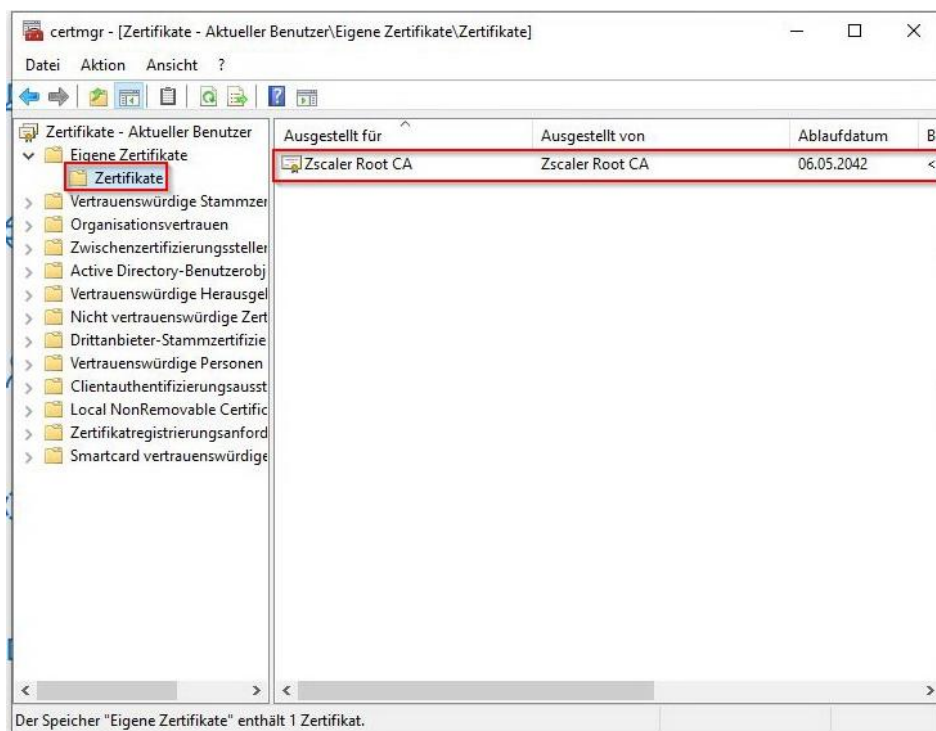 certmgr - [Zertifikate - Aktueller Benutzer\Eigene Zertifikate\Zertifikate]
Datei Aktion Ansicht ?
Zertifikate - Aktueller Benutzer
Eigene Zertifikate
Zertifikate
Vertrauenswürdige Stammzer
Organisationsvertrauen
Zwischenzertifizierungssteller
Active Directory-Benutzerobj
Vertrauenswürdige Herausgel
Nicht vertrauenswürdige Zert
Drittanbieter-Stammzertifizie
Vertrauenswürdige Personen
Clientauthentifizierungsausst
Local NonRemovable Certific
Zertifikatregistrierungsanford
Smartcard vertrauenswürdige
Ausgestellt für Ausgestellt von Ablaufdatum B
Zscaler Root CA Zscaler Root CA 06.05.2042 <
Der Speicher "Eigene Zertifikate" enthält 1 Zertifikat.